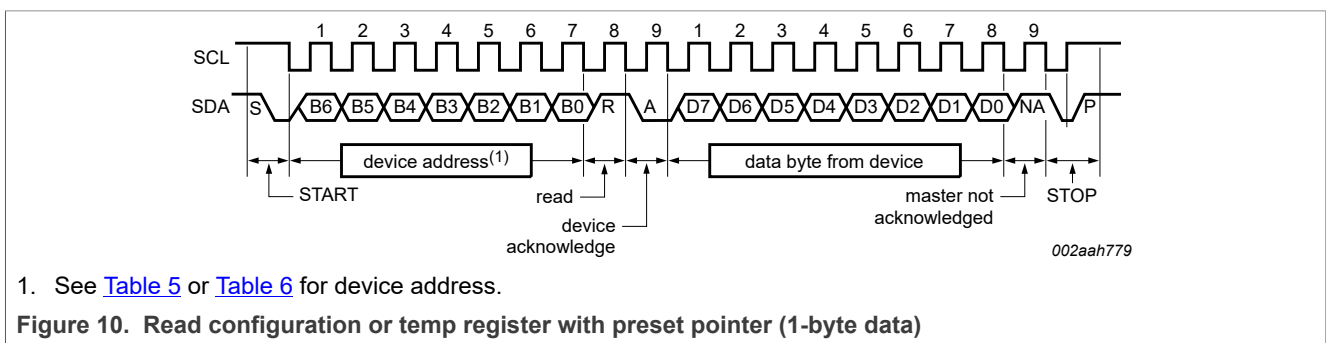 1 2 3 4 5 6 7 8 9 1 2 3 4 5 6 7 8 9
SCL
SDA S B6 B5 B4 B3 B2 B1 B0 R A D7 D6 D5 D4 D3 D2 D1 D0 NA P
device address(1) data byte from device
START read master not STOP
device acknowledged
acknowledge
002aah779
1. See Table 5 or Table 6 for device address.
Figure 10. Read configuration or temp register with preset pointer (1-byte data)